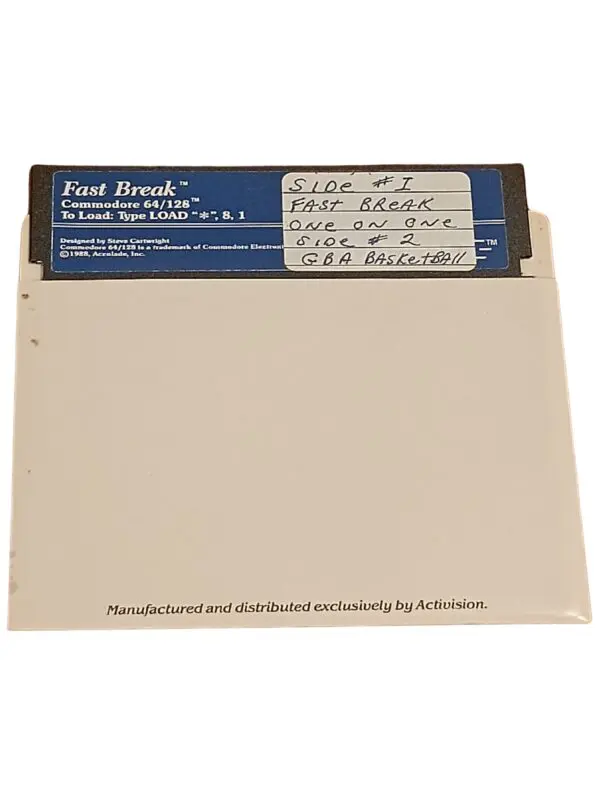 Fast Break™
Commodore 64/128™
To Load: Type LOAD "*", 8, 1
Designed by Steve Cartwright
Commodore 64/128 is a trademark of Commodore Electron
©1988, Accolade, Inc.
SIDe #I
FAST BReAK
ONe ON ONe
SIDe # 2
GBA BASKetBAll
TM
Manufactured and distributed exclusively by Activision.